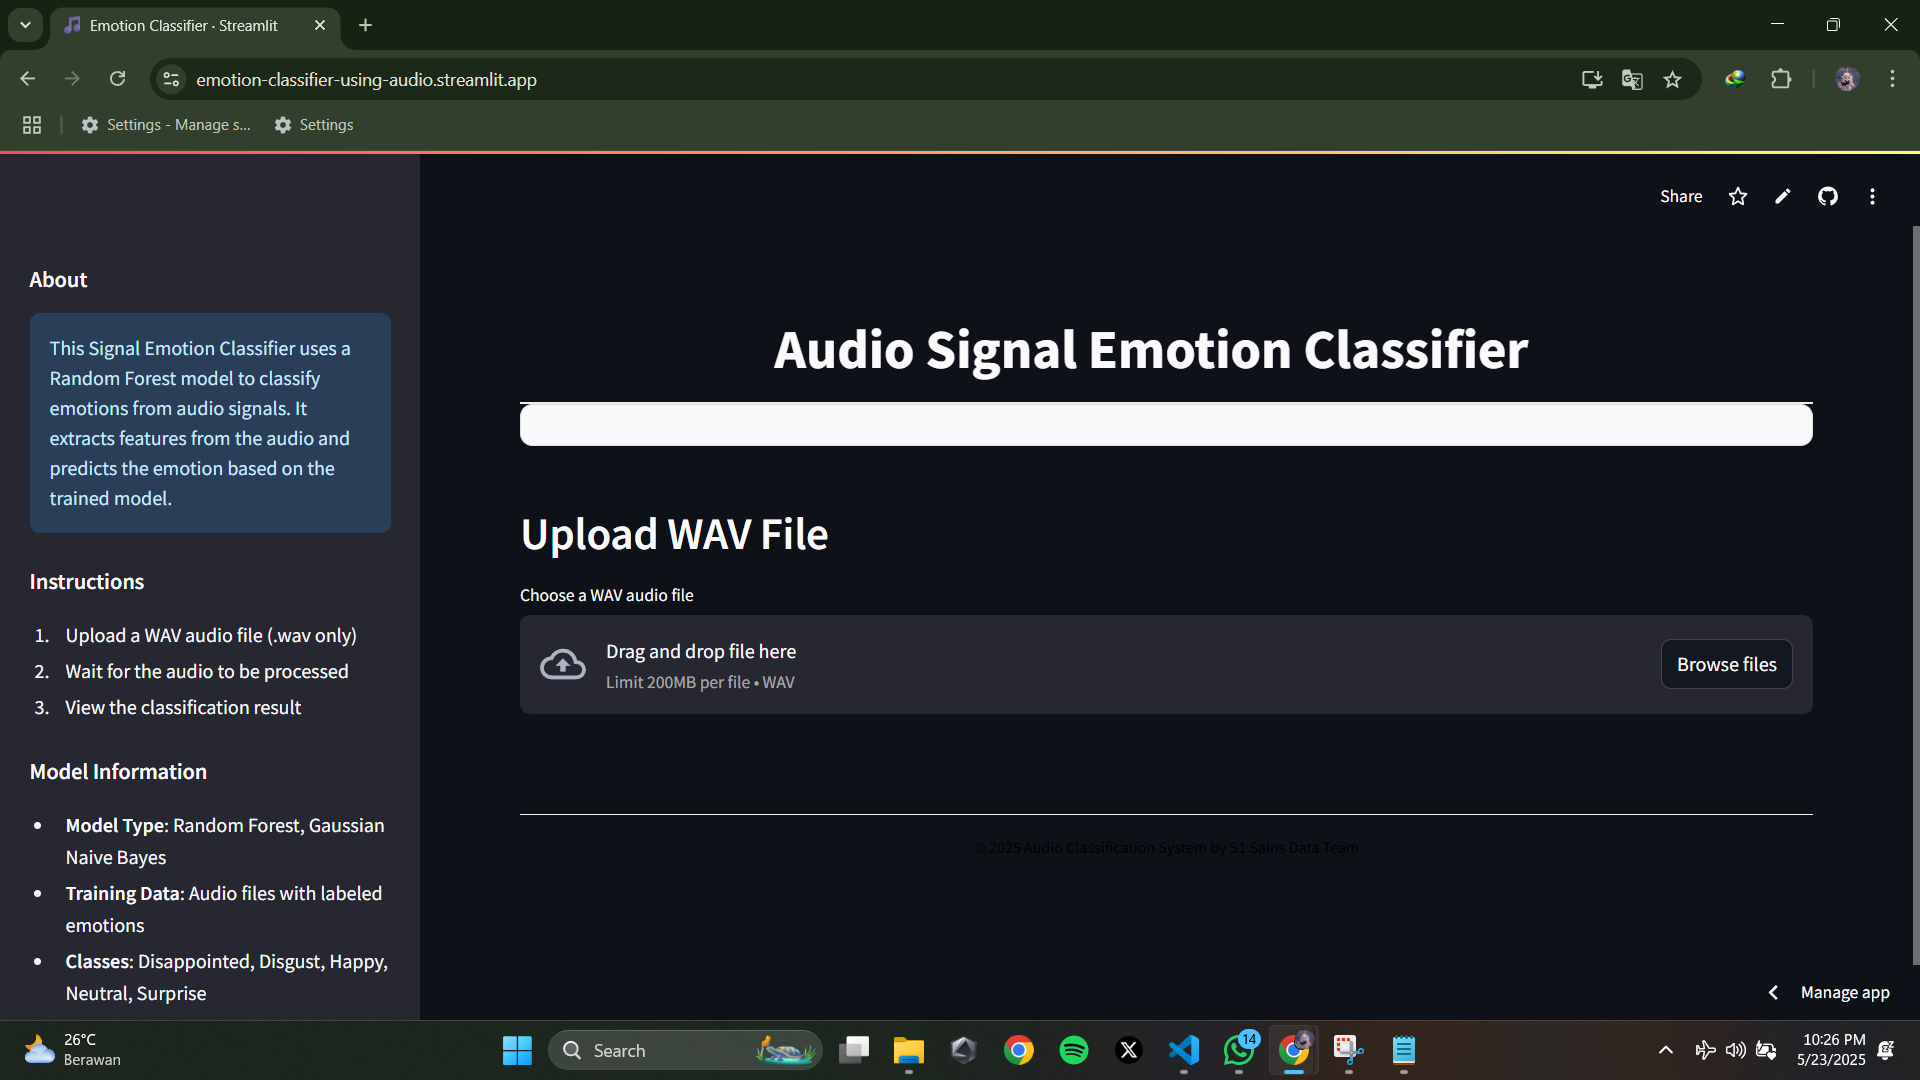 Emotion Classifier · Streamlit
emotion-classifier-using-audio.streamlit.app
Settings - Manage s...
Settings
Share
About
This Signal Emotion Classifier uses a
Random Forest model to classify
emotions from audio signals. It
extracts features from the audio and
predicts the emotion based on the
trained model.
Instructions
1. Upload a WAV audio file (.wav only)
2. Wait for the audio to be processed
3. View the classification result
Model Information
• Model Type: Random Forest, Gaussian
Naive Bayes
• Training Data: Audio files with labeled
emotions
• Classes: Disappointed, Disgust, Happy,
Neutral, Surprise
Audio Signal Emotion Classifier
Upload WAV File
Choose a WAV audio file
Drag and drop file here
Limit 200MB per file • WAV
Browse files
© 2025 Audio Classification System by S1 Sains Data Team
Manage app
26°C
Berawan
Search
14
10:26 PM
5/23/2025